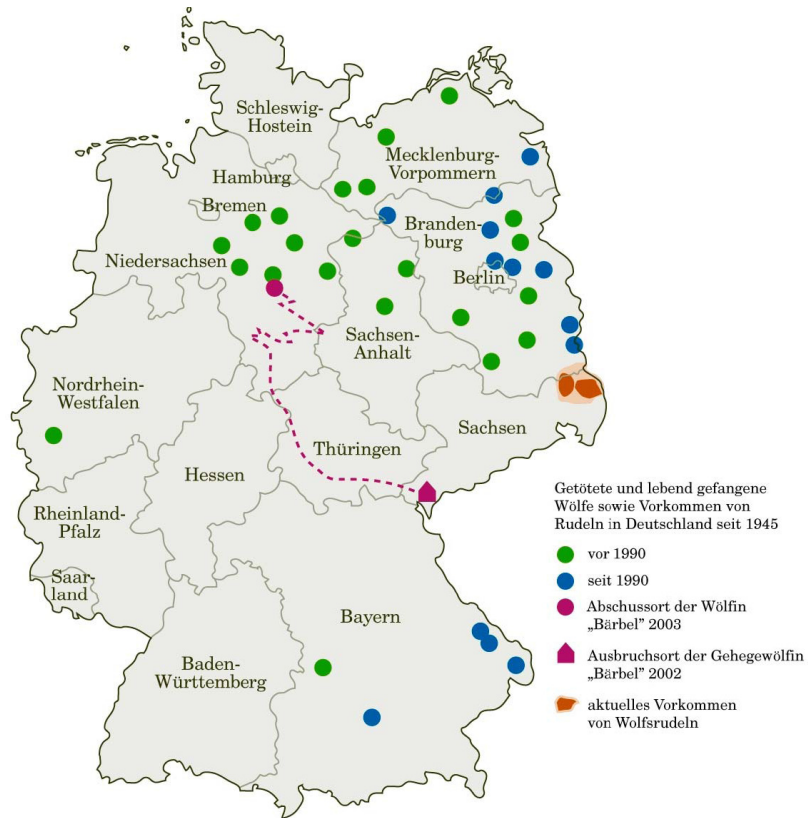 Schleswig-
Hostein
Mecklenburg-
Vorpommern
Hamburg
Bremen
Branden-
burg
Niedersachsen
Berlin
Sachsen-
Anhalt
Nordrhein-
Westfalen
Sachsen
Thüringen
Hessen
Rheinland-
Pfalz
Saar-
land
Bayern
Baden-
Württemberg
Getötete und lebend gefangene
Wölfe sowie Vorkommen von
Rudeln in Deutschland seit 1945
vor 1990
seit 1990
Abschussort der Wölfin
„Bärbel" 2003
Ausbruchsort der Gehegewölfin
„Bärbel" 2002
aktuelles Vorkommen
von Wolfsrudeln